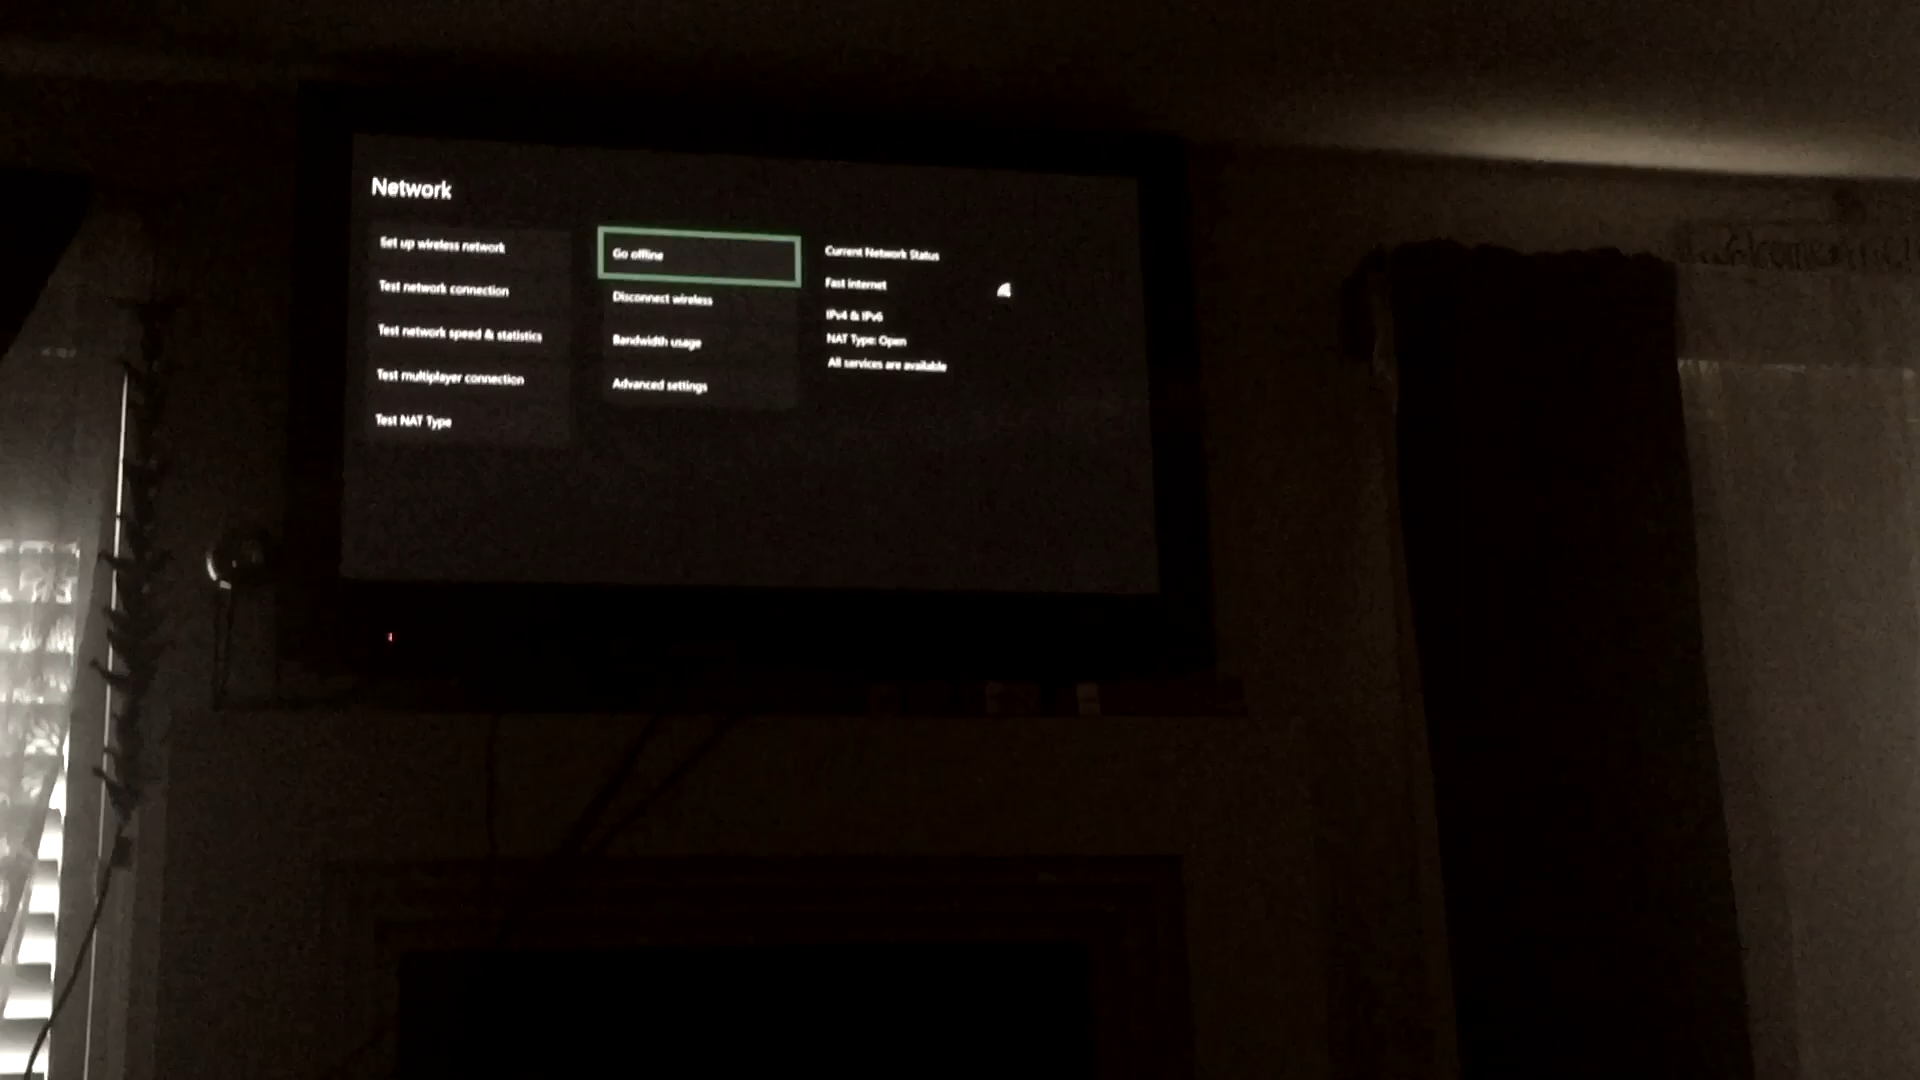 Network
Set up wireless network
Test network connection
Test network speed & statistics
Test multiplayer connection
Test NAT Type
Go offline
Disconnect wireless
Bandwidth usage
Advanced settings
Current Network Status
Fast Internet
IPv4 & IPv6
NAT Type: Open
All services are available